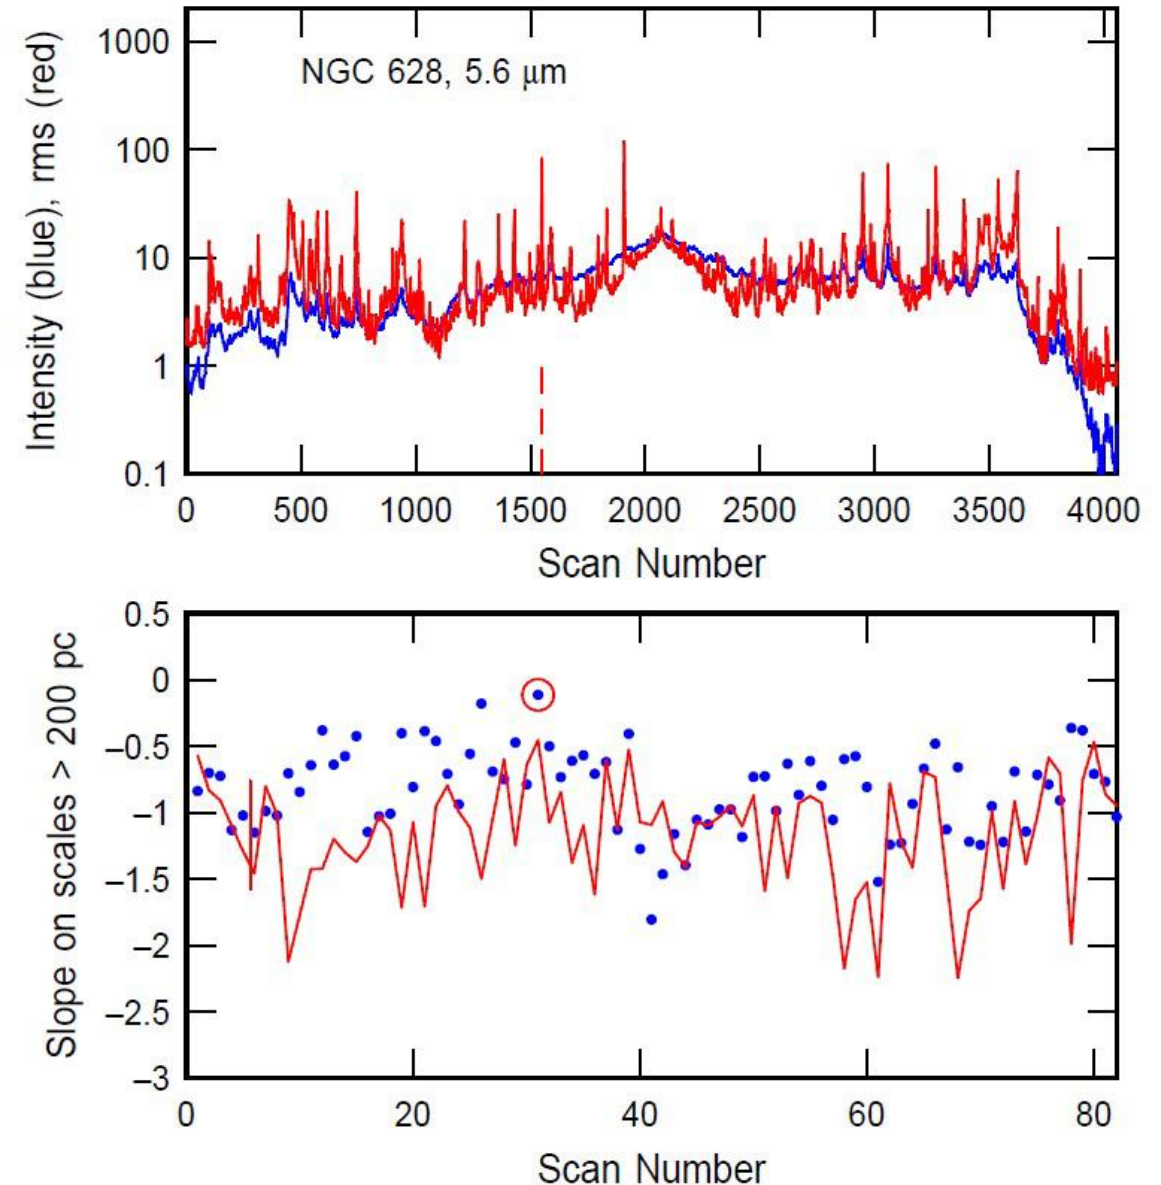 Intensity (blue), rms (red)
1000
100
10
1
0.1
NGC 628, 5.6 μm
0 500 1000 1500 2000 2500 3000 3500 4000
Scan Number
Slope on scales > 200 pc
0.5
0
–0.5
–1
–1.5
–2
–2.5
–3
0 20 40 60 80
Scan Number